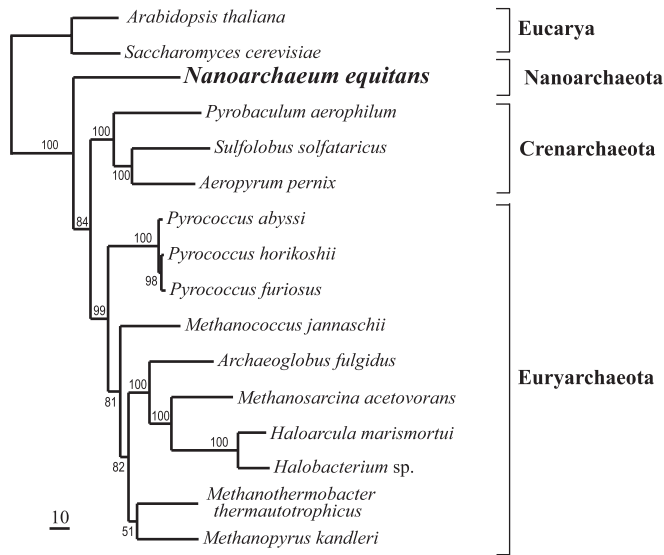 Arabidopsis thaliana
Eucarya
Saccharomyces cerevisiae
Nanoarchaeum equitans
Nanoarchaeota
Pyrobaculum aerophilum
100
100
Sulfolobus solfataricus
Crenarchaeota
100
Aeropyrum pernix
Pyrococcus abyssi
84
100
Pyrococcus horikoshii
98
Pyrococcus furiosus
99
Methanococcus jannaschii
Archaeoglobus fulgidus
Euryarchaeota
100
81
Methanosarcina acetovorans
100
Haloarcula marismortui
100
82
Halobacterium sp.
Methanothermobacter
thermautotrophicus
10
51
Methanopyrus kandleri